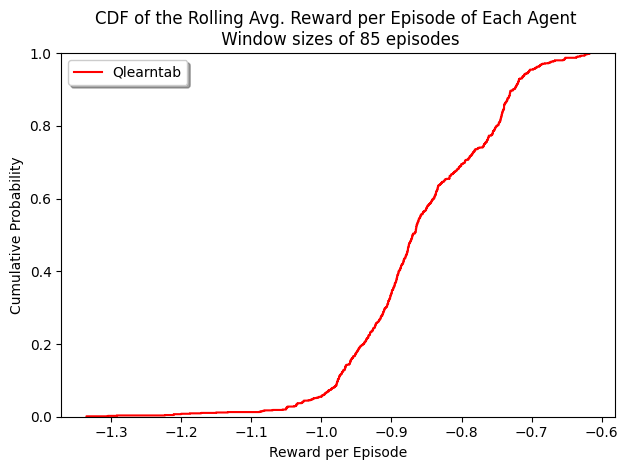 CDF of the Rolling Avg. Reward per Episode of Each Agent
Window sizes of 85 episodes
Qlearntab
Cumulative Probability
1.0
0.8
0.6
0.4
0.2
0.0
−1.3 −1.2 −1.1 −1.0 −0.9 −0.8 −0.7 −0.6
Reward per Episode